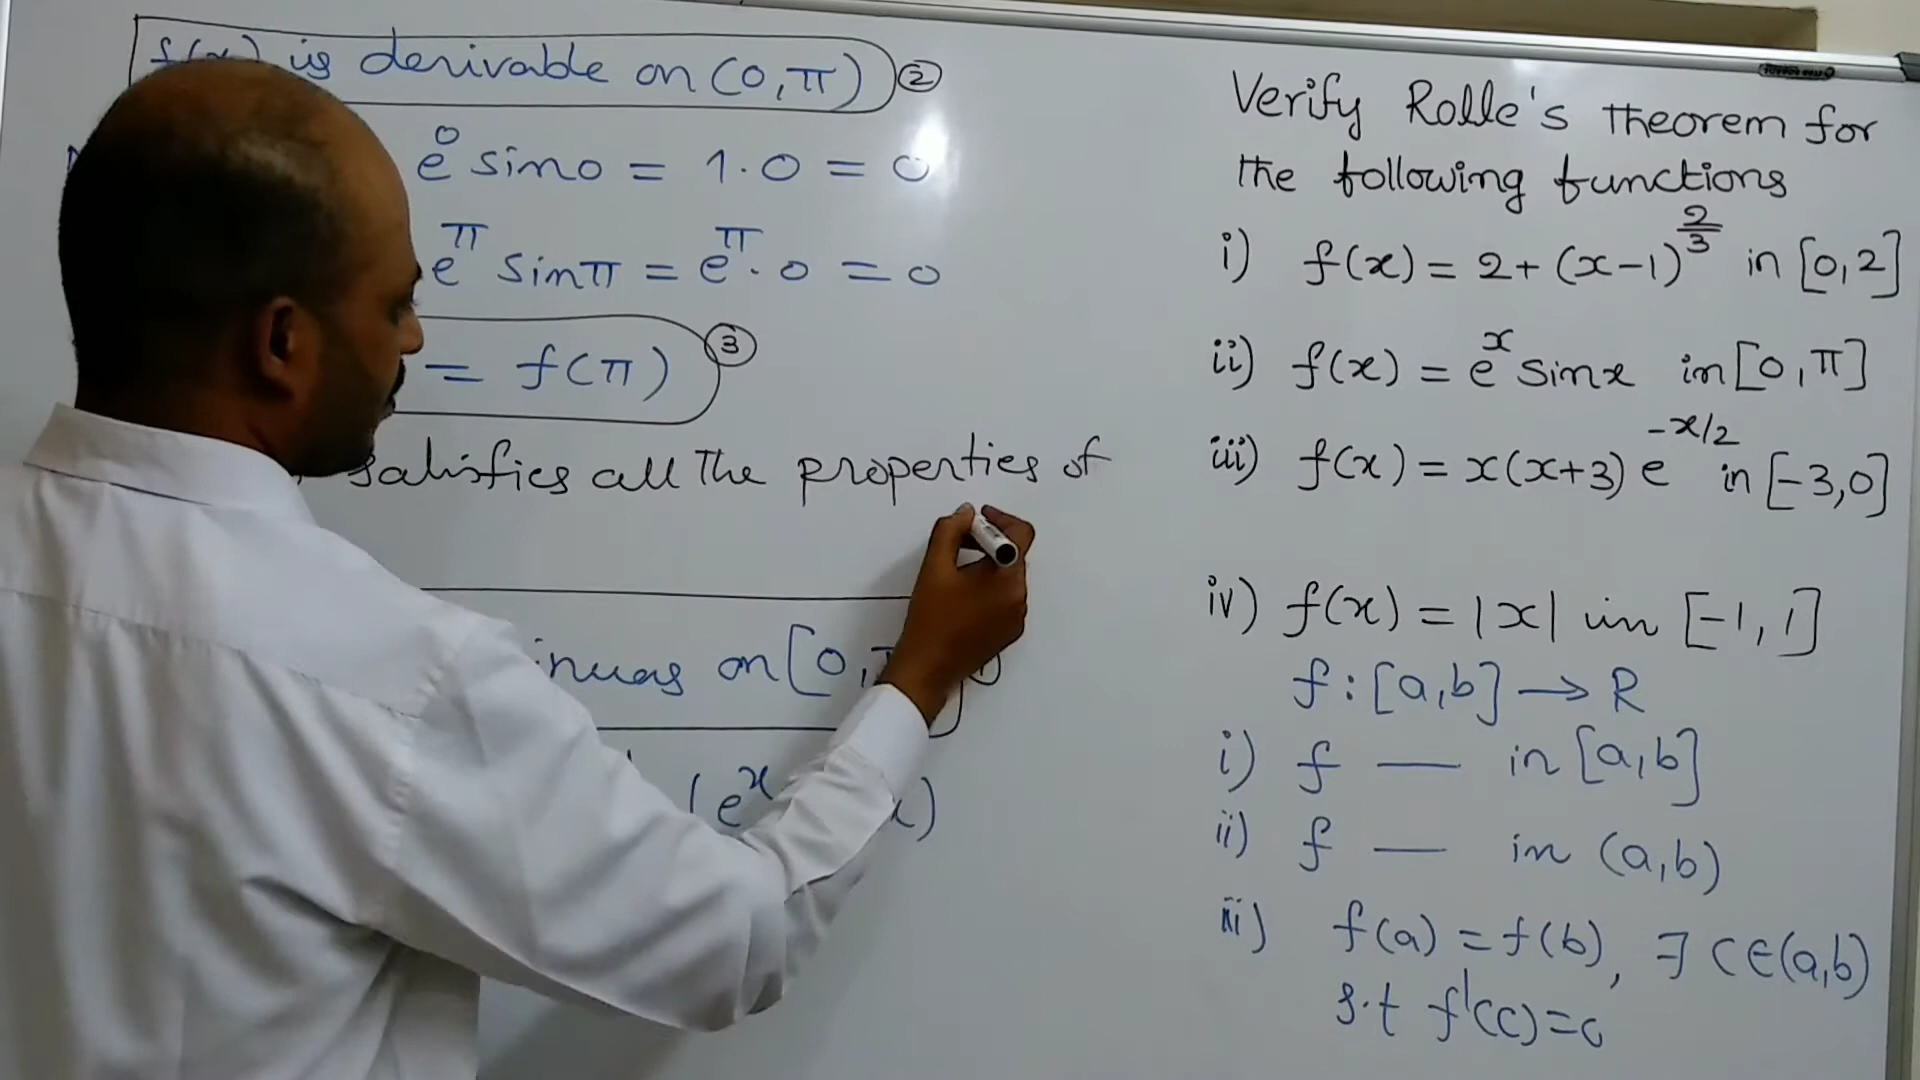 f(x) is derivable on (0,π) ②
e⁰ sin0 = 1·0 = 0
e^π Sinπ = e^π·0 = 0
= f(π) ③
satisfies all The properties of
on [0,
(e^x
Verify Rolle's Theorem for
the following functions
i) f(x) = 2+(x-1)^(2/3) in [0,2]
ii) f(x) = e^x Sinx in [0,π]
iii) f(x) = x(x+3) e^(-x/2) in [-3,0]
iv) f(x) = |x| in [-1,1]
f:[a,b] → R
i) f — in [a,b]
ii) f — in (a,b)
iii) f(a) = f(b), ∃ c∈(a,b)
s.t f'(c)=0